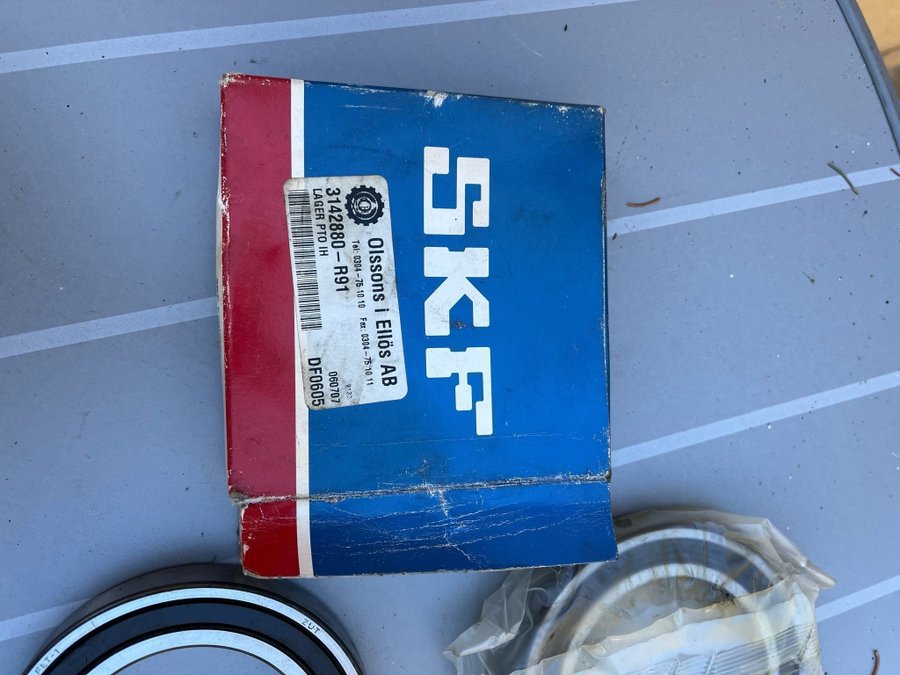 SKF
Olssons i Ellös AB
Tel: 0304-75 10 10 Fax: 0304-75 10 11
3142880-R91 060707
LAGER PTO IH DF0605
2UT